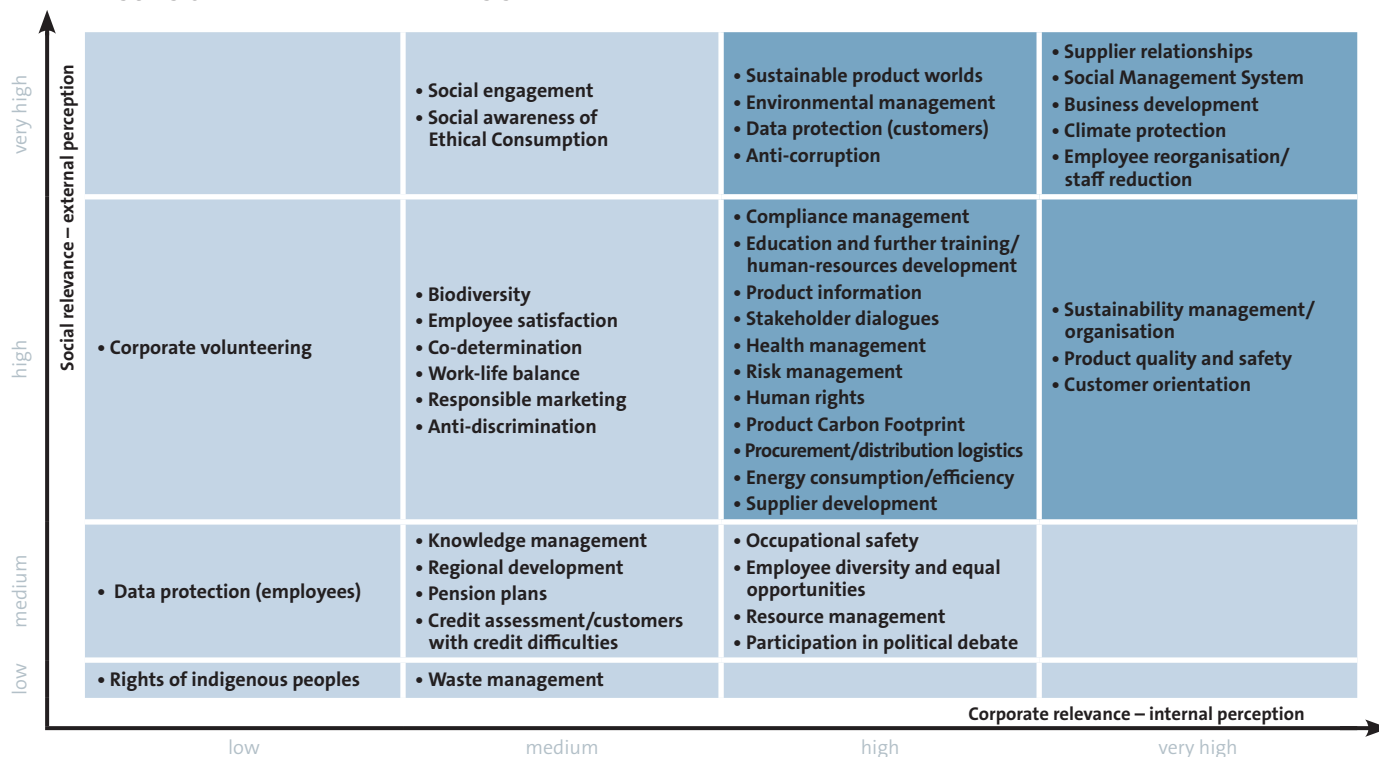 very high
high
medium
low
Social relevance – external perception
• Social engagement
• Social awareness of
Ethical Consumption
• Sustainable product worlds
• Environmental management
• Data protection (customers)
• Anti-corruption
• Supplier relationships
• Social Management System
• Business development
• Climate protection
• Employee reorganisation/
staff reduction
• Corporate volunteering
• Biodiversity
• Employee satisfaction
• Co-determination
• Work-life balance
• Responsible marketing
• Anti-discrimination
• Compliance management
• Education and further training/
human-resources development
• Product information
• Stakeholder dialogues
• Health management
• Risk management
• Human rights
• Product Carbon Footprint
• Procurement/distribution logistics
• Energy consumption/efficiency
• Supplier development
• Sustainability management/
organisation
• Product quality and safety
• Customer orientation
• Data protection (employees)
• Knowledge management
• Regional development
• Pension plans
• Credit assessment/customers
with credit difficulties
• Occupational safety
• Employee diversity and equal
opportunities
• Resource management
• Participation in political debate
• Rights of indigenous peoples
• Waste management
Corporate relevance – internal perception
low
medium
high
very high